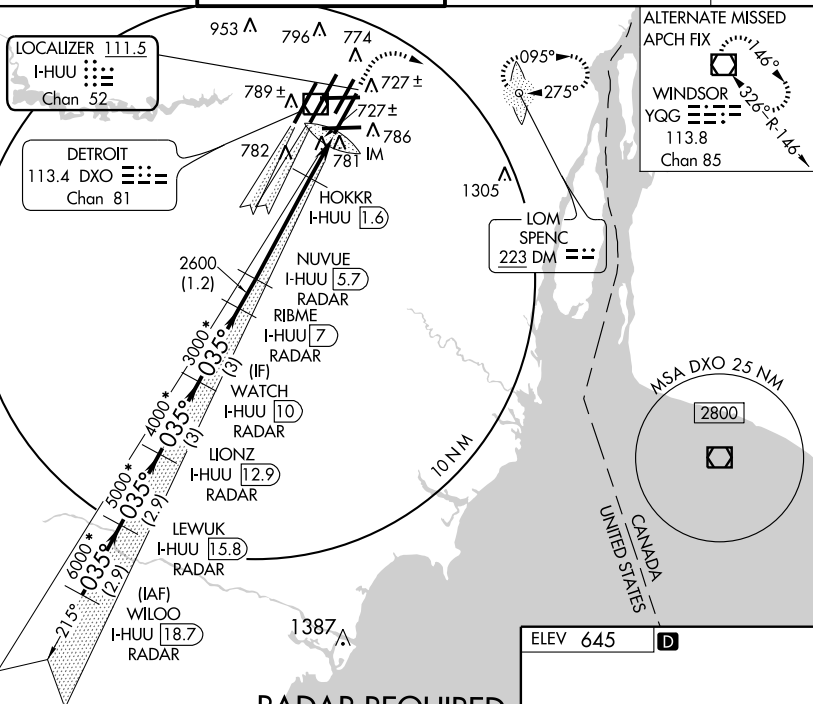 953
796
774
789 ±
727 ±
727 ±
786
782
781
IM
LOCALIZER 111.5
I-HUU
Chan 52
DETROIT
113.4 DXO
Chan 81
095°
275°
1305
LOM
SPENC
223 DM
ALTERNATE MISSED
APCH FIX
146°
326°
R-146
WINDSOR
YQG
113.8
Chan 85
HOKKR
I-HUU 1.6
NUVUE
I-HUU 5.7
RADAR
2600
(1.2)
RIBME
I-HUU 7
RADAR
3000*
035°
(3)
(IF)
WATCH
I-HUU 10
RADAR
4000*
035°
(3)
LIONZ
I-HUU 12.9
RADAR
5000*
035°
(2.9)
LEWUK
I-HUU 15.8
RADAR
6000*
035°
(2.9)
(IAF)
WILOO
I-HUU 18.7
RADAR
215°
10 NM
MSA DXO 25 NM
2800
CANADA
UNITED STATES
1387
ELEV 645
D
RADAR REQUIRED